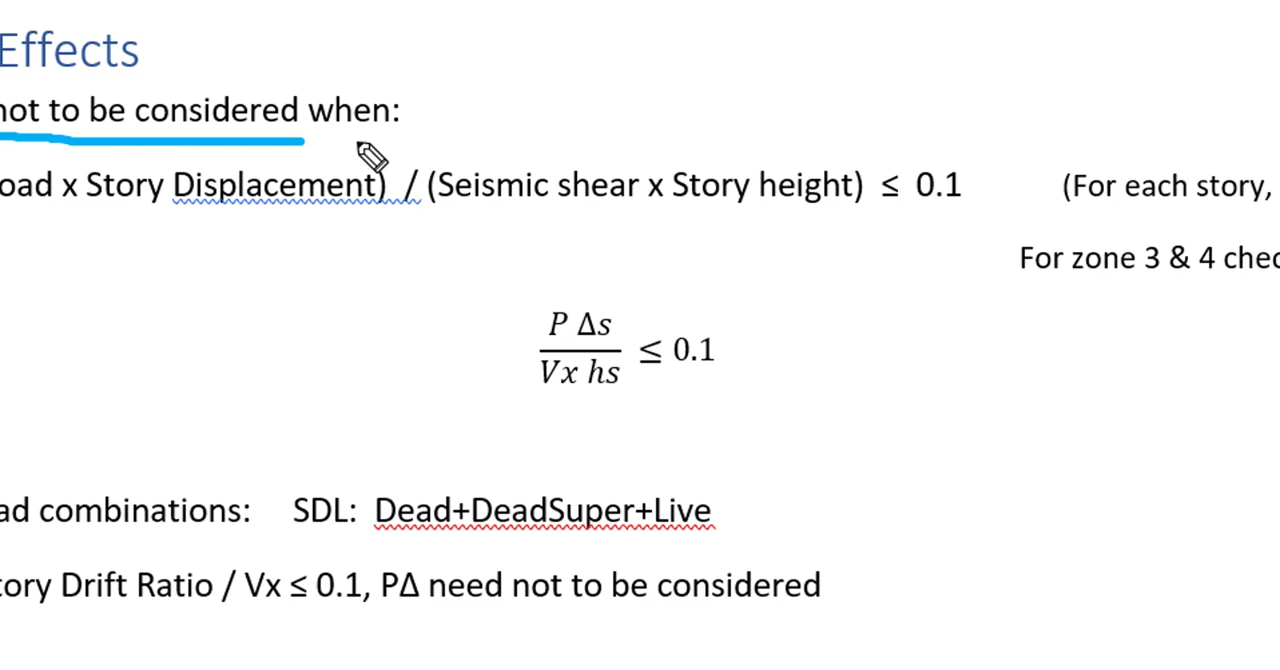 Effects
not to be considered when:
oad x Story Displacement) / (Seismic shear x Story height) ≤ 0.1 (For each story,
For zone 3 & 4 chec
P Δs
≤ 0.1
Vx hs
ad combinations: SDL: Dead+DeadSuper+Live
tory Drift Ratio / Vx ≤ 0.1, PΔ need not to be considered